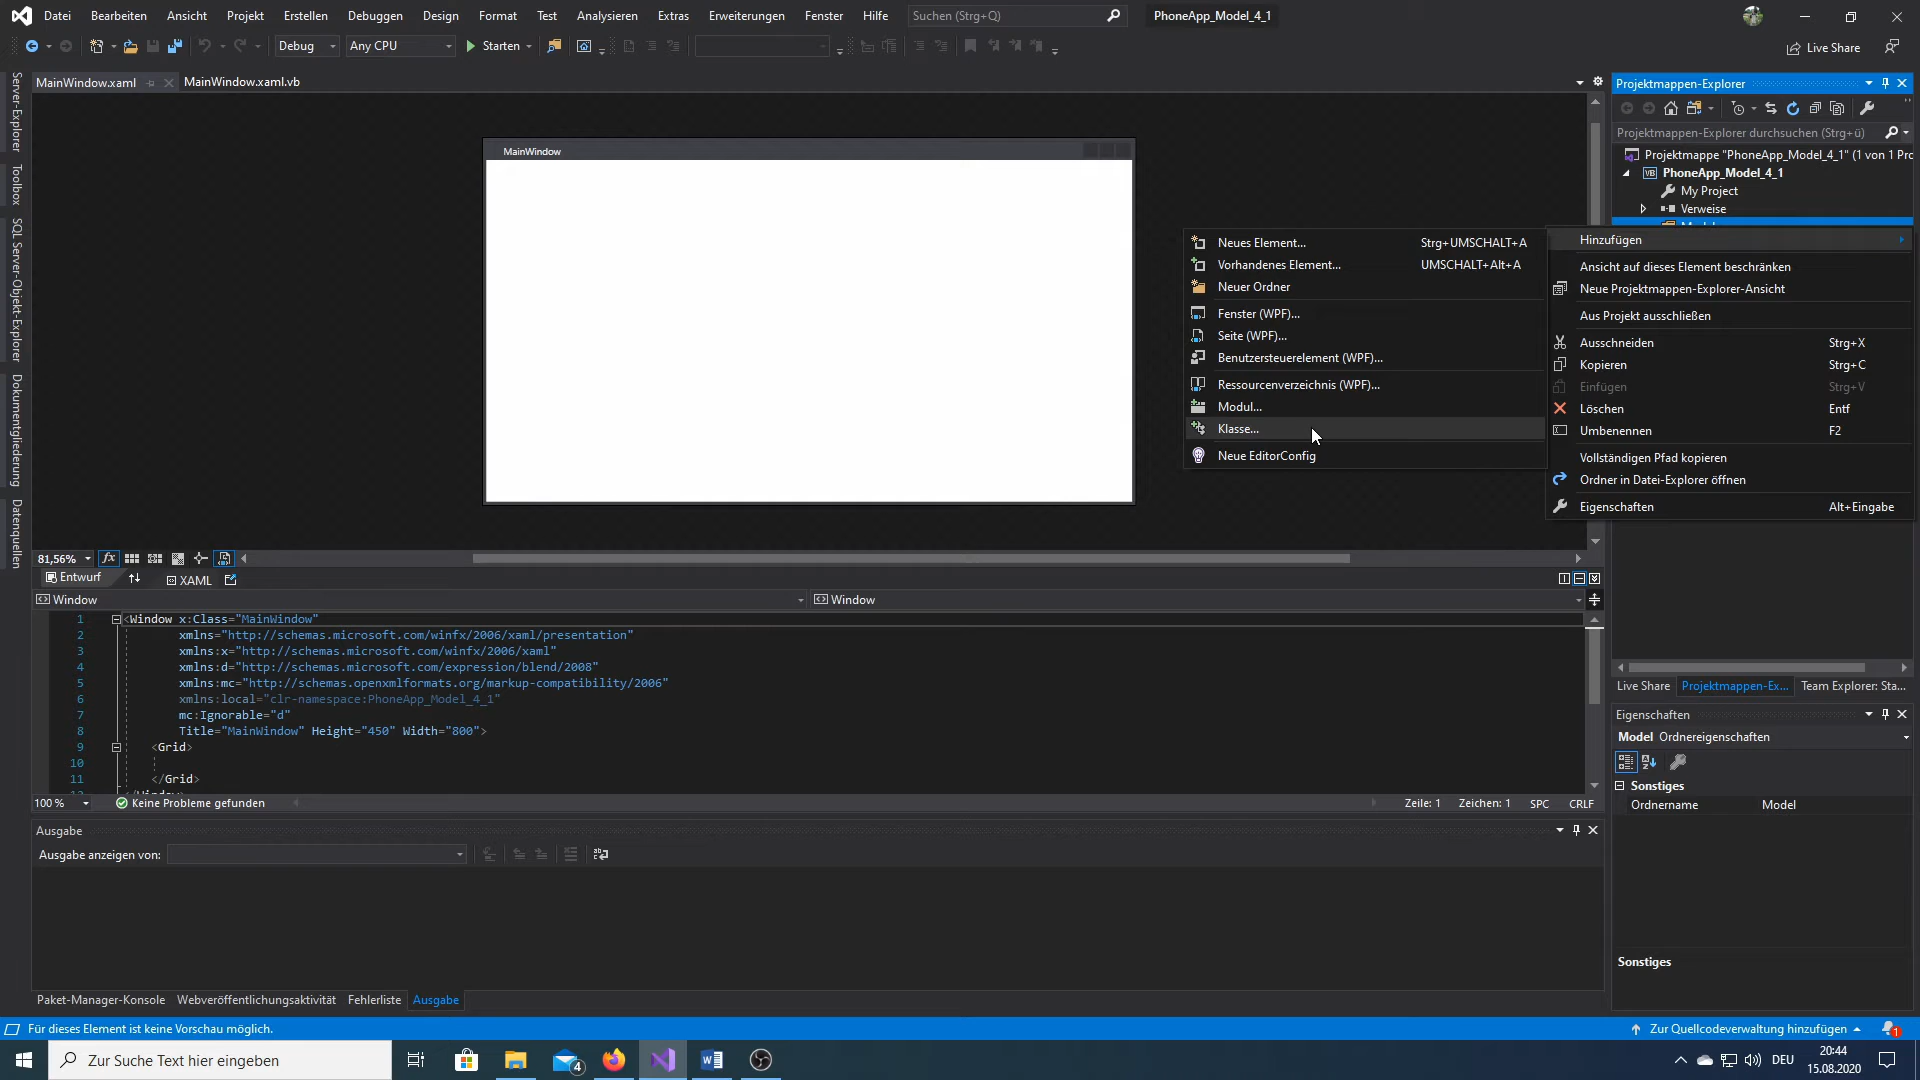 Datei Bearbeiten Ansicht Projekt Erstellen Debuggen Design Format Test Analysieren Extras Erweiterungen Fenster Hilfe Suchen (Strg+Q) PhoneApp_Model_4_1
Debug Any CPU Starten Live Share
MainWindow.xaml MainWindow.xaml.vb
Server-Explorer
Toolbox
SQL Server-Objekt-Explorer
Dokumentgliederung
Datenquellen
MainWindow
Projektmappen-Explorer
Projektmappen-Explorer durchsuchen (Strg+ü)
Projektmappe "PhoneApp_Model_4_1" (1 von 1 Pro
VB PhoneApp_Model_4_1
My Project
Verweise
Neues Element... Strg+UMSCHALT+A
Vorhandenes Element... UMSCHALT+Alt+A
Neuer Ordner
Fenster (WPF)...
Seite (WPF)...
Benutzersteuerelement (WPF)...
Ressourcenverzeichnis (WPF)...
Modul...
Klasse...
Neue EditorConfig
Hinzufügen
Ansicht auf dieses Element beschränken
Neue Projektmappen-Explorer-Ansicht
Aus Projekt ausschließen
Ausschneiden Strg+X
Kopieren Strg+C
Einfügen Strg+V
Löschen Entf
Umbenennen F2
Vollständigen Pfad kopieren
Ordner in Datei-Explorer öffnen
Eigenschaften Alt+Eingabe
81,56% fx
Entwurf XAML
Window Window
1 <Window x:Class="MainWindow"
2 xmlns="http://schemas.microsoft.com/winfx/2006/xaml/presentation"
3 xmlns:x="http://schemas.microsoft.com/winfx/2006/xaml"
4 xmlns:d="http://schemas.microsoft.com/expression/blend/2008"
5 xmlns:mc="http://schemas.openxmlformats.org/markup-compatibility/2006"
6 xmlns:local="clr-namespace:PhoneApp_Model_4_1"
7 mc:Ignorable="d"
8 Title="MainWindow" Height="450" Width="800">
9 <Grid>
10
11 </Grid>
100 % Keine Probleme gefunden Zeile: 1 Zeichen: 1 SPC CRLF
Live Share Projektmappen-Ex... Team Explorer: Sta...
Eigenschaften
Model Ordnereigenschaften
Sonstiges
Ordnername Model
Sonstiges
Ausgabe
Ausgabe anzeigen von:
Paket-Manager-Konsole Webveröffentlichungsaktivität Fehlerliste Ausgabe
Für dieses Element ist keine Vorschau möglich. Zur Quellcodeverwaltung hinzufügen 1
Zur Suche Text hier eingeben 4 DEU 20:44
15.08.2020